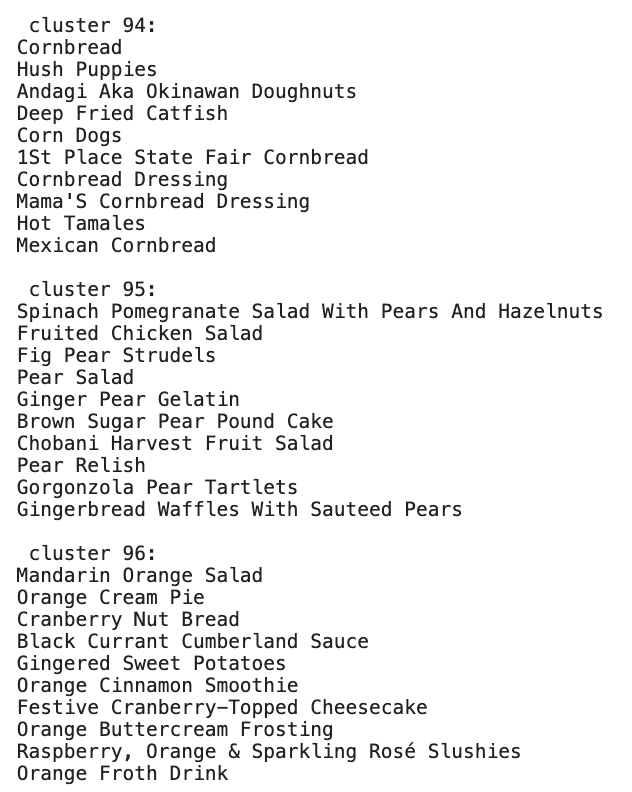 cluster 94:
Cornbread
Hush Puppies
Andagi Aka Okinawan Doughnuts
Deep Fried Catfish
Corn Dogs
1St Place State Fair Cornbread
Cornbread Dressing
Mama'S Cornbread Dressing
Hot Tamales
Mexican Cornbread
cluster 95:
Spinach Pomegranate Salad With Pears And Hazelnuts
Fruited Chicken Salad
Fig Pear Strudels
Pear Salad
Ginger Pear Gelatin
Brown Sugar Pear Pound Cake
Chobani Harvest Fruit Salad
Pear Relish
Gorgonzola Pear Tartlets
Gingerbread Waffles With Sauteed Pears
cluster 96:
Mandarin Orange Salad
Orange Cream Pie
Cranberry Nut Bread
Black Currant Cumberland Sauce
Gingered Sweet Potatoes
Orange Cinnamon Smoothie
Festive Cranberry-Topped Cheesecake
Orange Buttercream Frosting
Raspberry, Orange & Sparkling Rosé Slushies
Orange Froth Drink